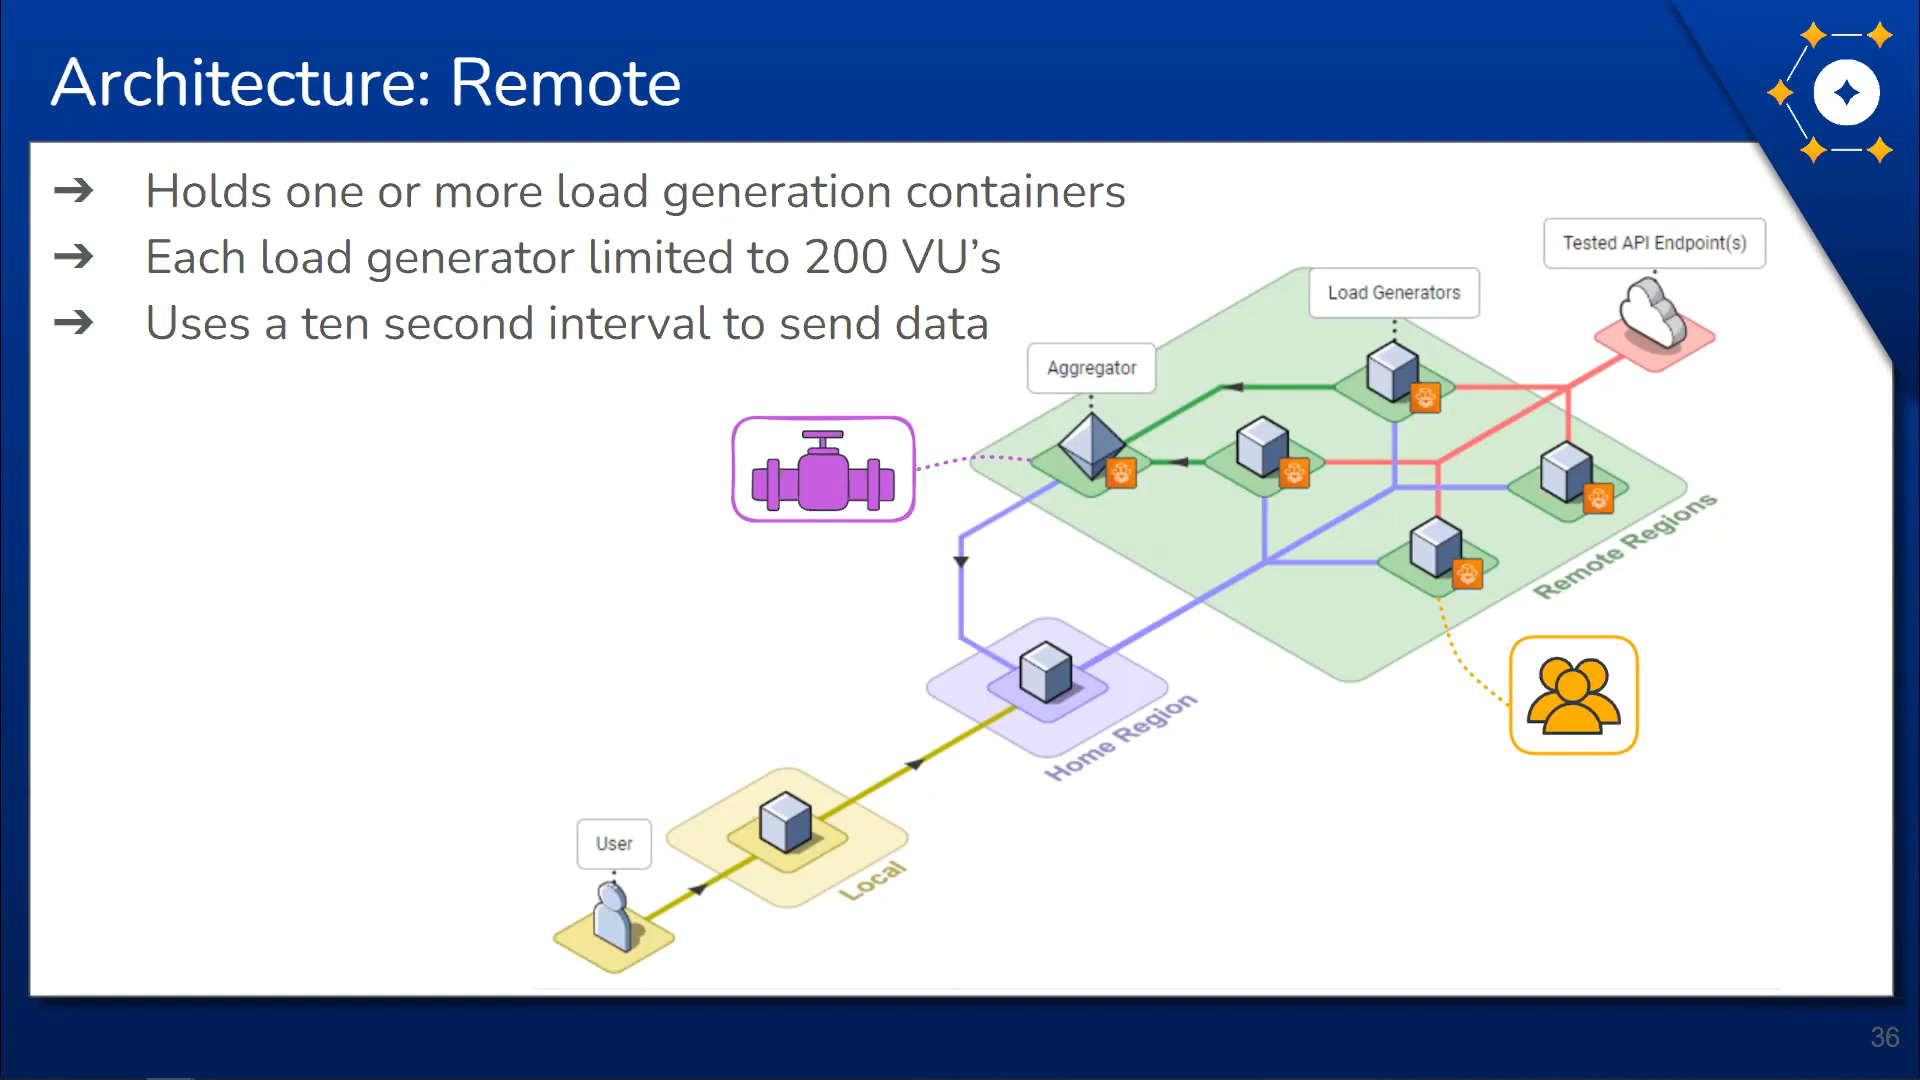 Architecture: Remote
➔ Holds one or more load generation containers
➔ Each load generator limited to 200 VU’s
➔ Uses a ten second interval to send data
Tested API Endpoint(s)
Load Generators
Aggregator
Remote Regions
Home Region
User
Local
36